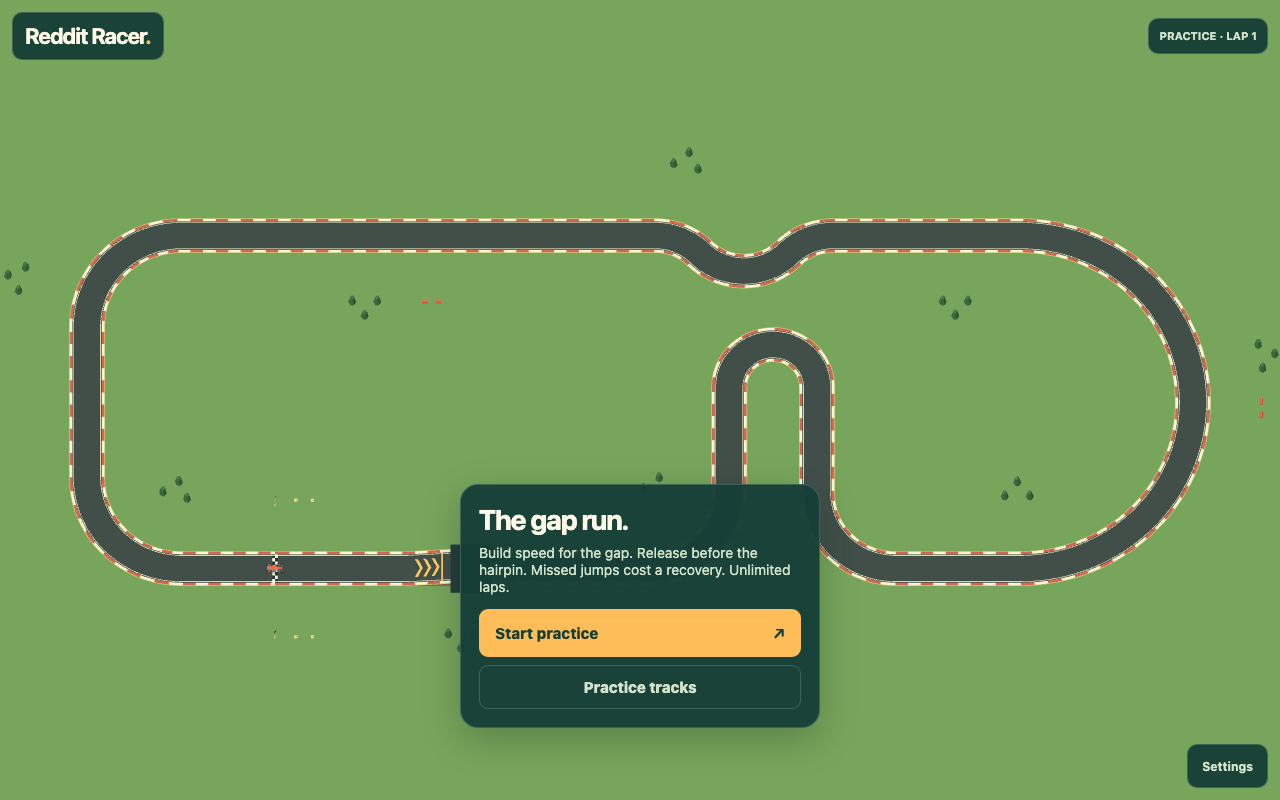 Reddit Racer.
PRACTICE · LAP 1
The gap run.
Build speed for the gap. Release before the
hairpin. Missed jumps cost a recovery. Unlimited
laps.
Start practice
Practice tracks
Settings